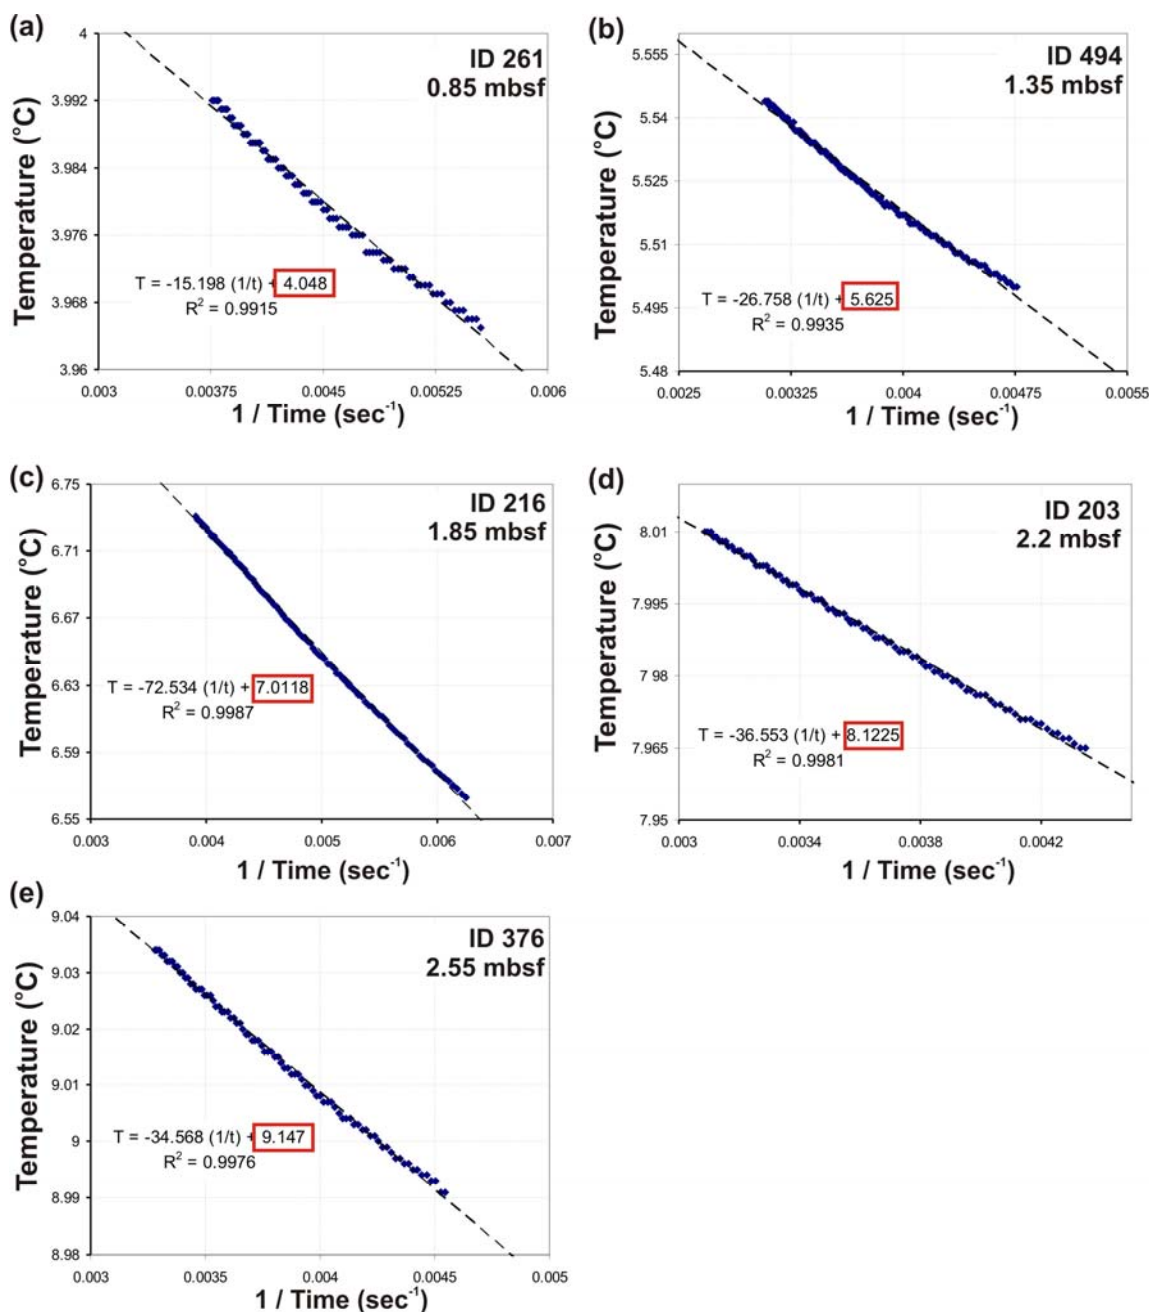 (a)
ID 261
0.85 mbsf
Temperature (°C)
4
3.992
3.984
3.976
3.968
3.96
T = -15.198 (1/t) + 4.048
R² = 0.9915
0.003 0.00375 0.0045 0.00525 0.006
1 / Time (sec⁻¹)
(b)
ID 494
1.35 mbsf
Temperature (°C)
5.555
5.54
5.525
5.51
5.495
5.48
T = -26.758 (1/t) + 5.625
R² = 0.9935
0.0025 0.00325 0.004 0.00475 0.0055
1 / Time (sec⁻¹)
(c)
ID 216
1.85 mbsf
Temperature (°C)
6.75
6.71
6.67
6.63
6.59
6.55
T = -72.534 (1/t) + 7.0118
R² = 0.9987
0.003 0.004 0.005 0.006 0.007
1 / Time (sec⁻¹)
(d)
ID 203
2.2 mbsf
Temperature (°C)
8.01
7.995
7.98
7.965
7.95
T = -36.553 (1/t) + 8.1225
R² = 0.9981
0.003 0.0034 0.0038 0.0042
1 / Time (sec⁻¹)
(e)
ID 376
2.55 mbsf
Temperature (°C)
9.04
9.03
9.02
9.01
9
8.99
8.98
T = -34.568 (1/t) + 9.147
R² = 0.9976
0.003 0.0035 0.004 0.0045 0.005
1 / Time (sec⁻¹)